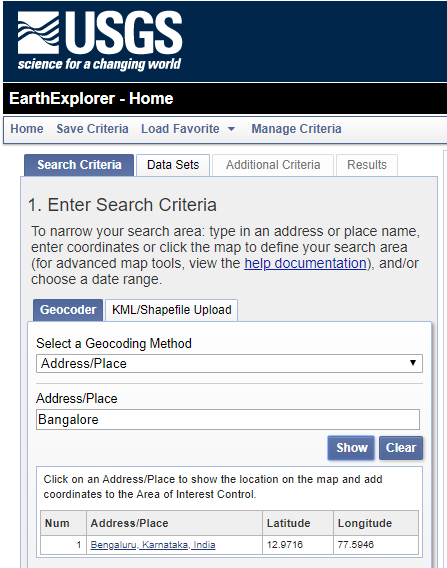 USGS
science for a changing world
EarthExplorer - Home
Home Save Criteria Load Favorite Manage Criteria
Search Criteria Data Sets Additional Criteria Results
1. Enter Search Criteria
To narrow your search area: type in an address or place name,
enter coordinates or click the map to define your search area
(for advanced map tools, view the help documentation), and/or
choose a date range.
Geocoder KML/Shapefile Upload
Select a Geocoding Method
Address/Place
Address/Place
Bangalore
Show Clear
Click on an Address/Place to show the location on the map and add
coordinates to the Area of Interest Control.
Num Address/Place Latitude Longitude
1 Bengaluru, Karnataka, India 12.9716 77.5946